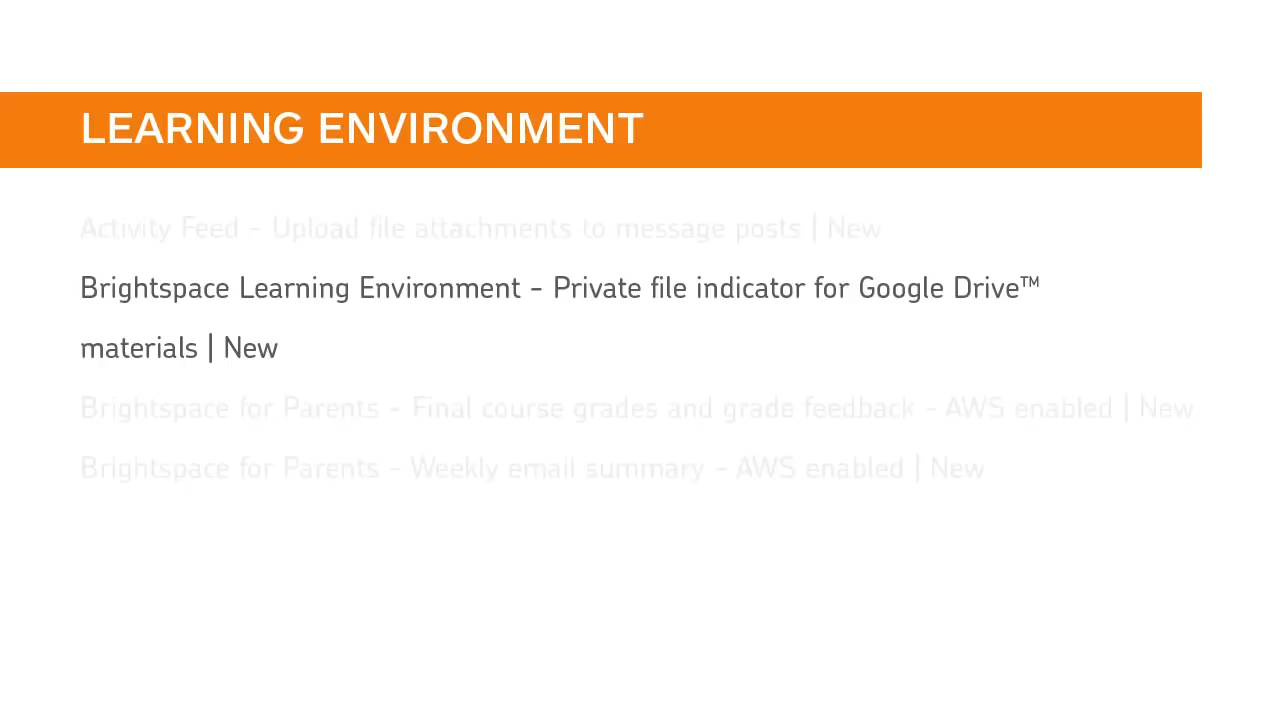 LEARNING ENVIRONMENT
Activity Feed - Upload file attachments to message posts | New
Brightspace Learning Environment - Private file indicator for Google Drive™
materials | New
Brightspace for Parents - Final course grades and grade feedback - AWS enabled | New
Brightspace for Parents - Weekly email summary - AWS enabled | New